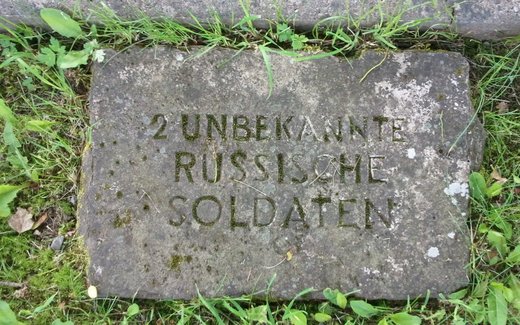 2 UNBEKANNTE
RUSSISCHE
SOLDATEN